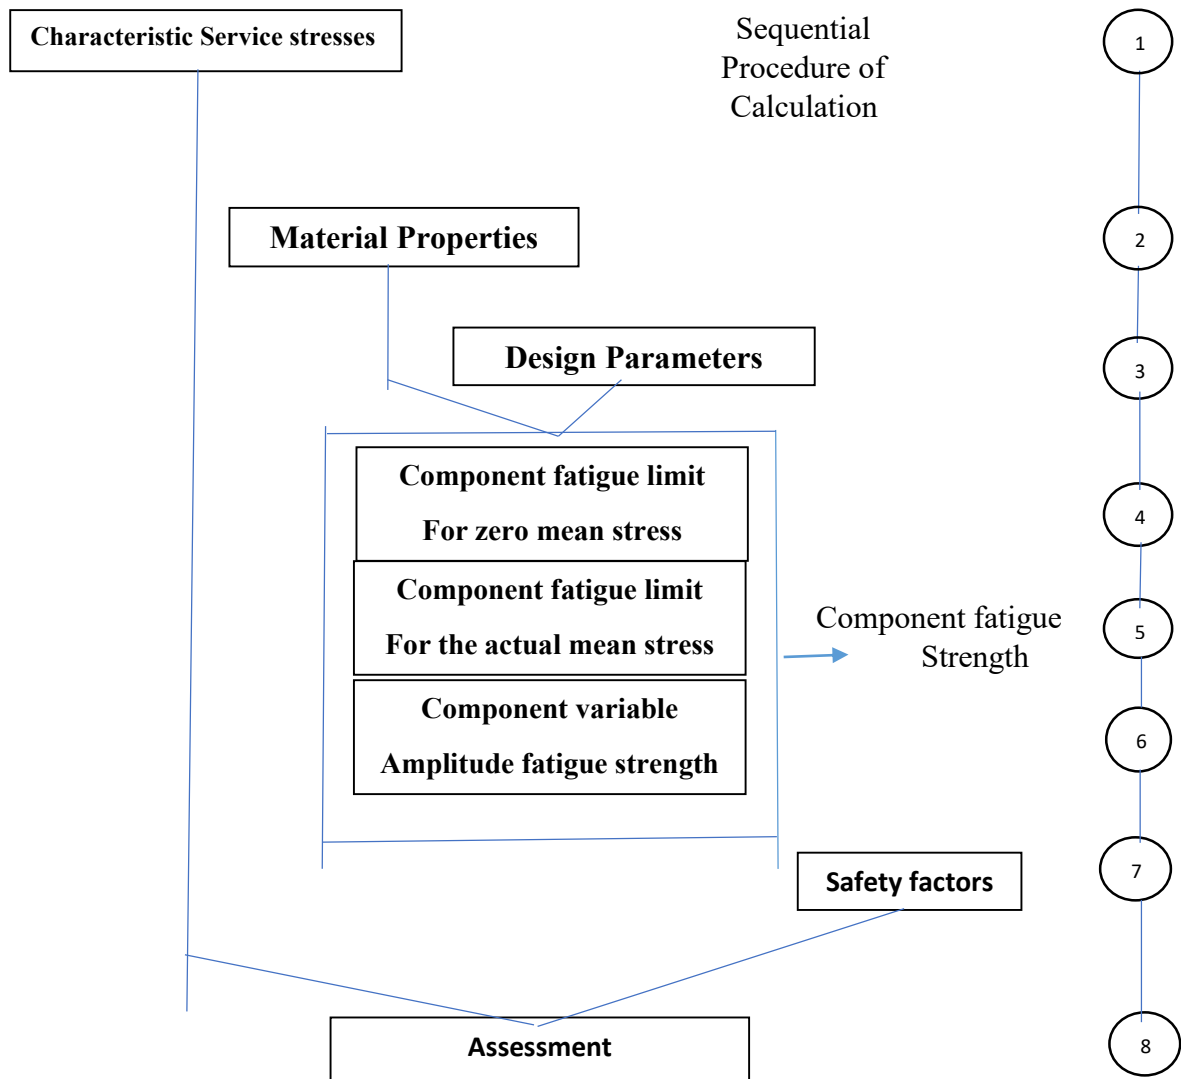 Characteristic Service stresses
Sequential
Procedure of
Calculation
1
Material Properties
2
Design Parameters
3
Component fatigue limit
For zero mean stress
4
Component fatigue limit
For the actual mean stress
Component fatigue
Strength
5
Component variable
Amplitude fatigue strength
6
Safety factors
7
Assessment
8